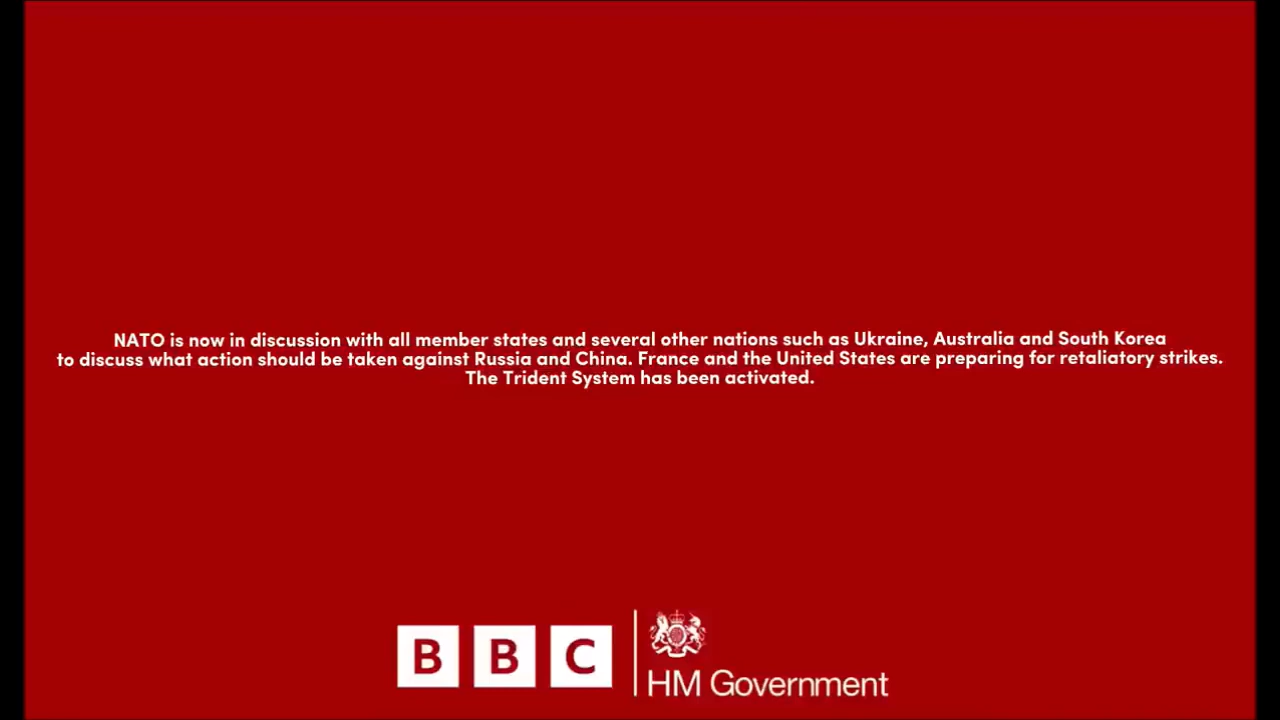 NATO is now in discussion with all member states and several other nations such as Ukraine, Australia and South Korea
to discuss what action should be taken against Russia and China. France and the United States are preparing for retaliatory strikes.
The Trident System has been activated.
BBC
HM Government